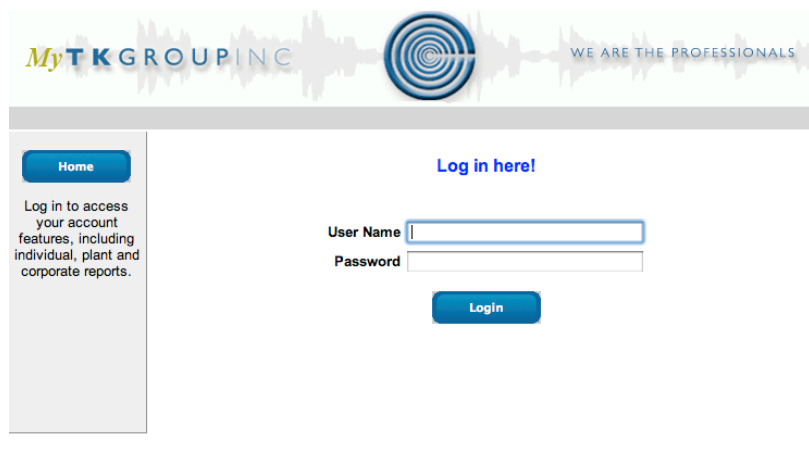 MyTKGROUPINC
WE ARE THE PROFESSIONALS
Home
Log in to access
your account
features, including
individual, plant and
corporate reports.
Log in here!
User Name
Password
Login